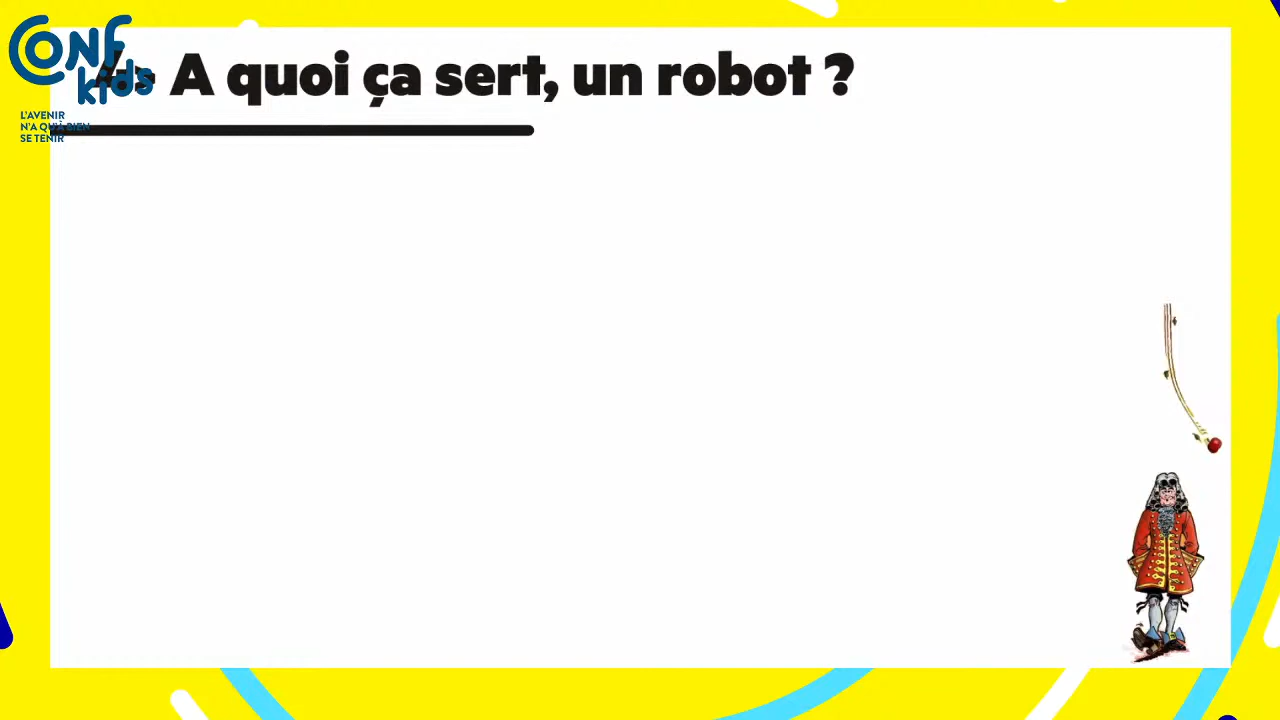 CONF
kids
L'AVENIR
N'A QU'À BIEN
SE TENIR
A quoi ça sert, un robot ?